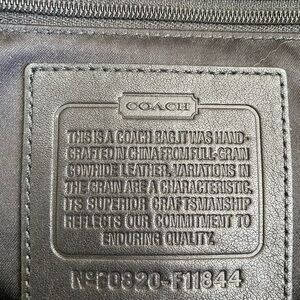 COACH
THIS IS A COACH BAG.IT WAS HAND-
CRAFTED IN CHINA FROM FULL-GRAIN
COWHIDE LEATHER. VARIATIONS IN
THE GRAIN ARE A CHARACTERISTIC.
ITS SUPERIOR CRAFTSMANSHIP
REFLECTS OUR COMMITMENT TO
ENDURING QUALITY.
Nº F0820-F11844